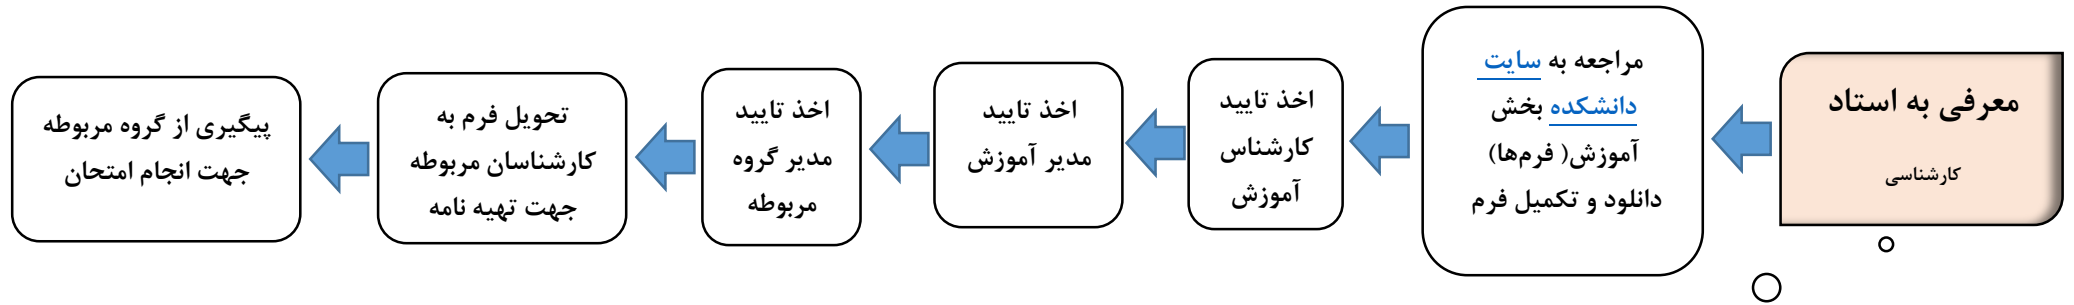 معرفی به استاد
کارشناسی
مراجعه به سایت
دانشکده بخش
آموزش( فرم‌ها)
دانلود و تکمیل فرم
اخذ تایید
کارشناس
آموزش
اخذ تایید
مدیر آموزش
اخذ تایید
مدیر گروه
مربوطه
تحویل فرم به
کارشناسان مربوطه
جهت تهیه نامه
پیگیری از گروه مربوطه
جهت انجام امتحان